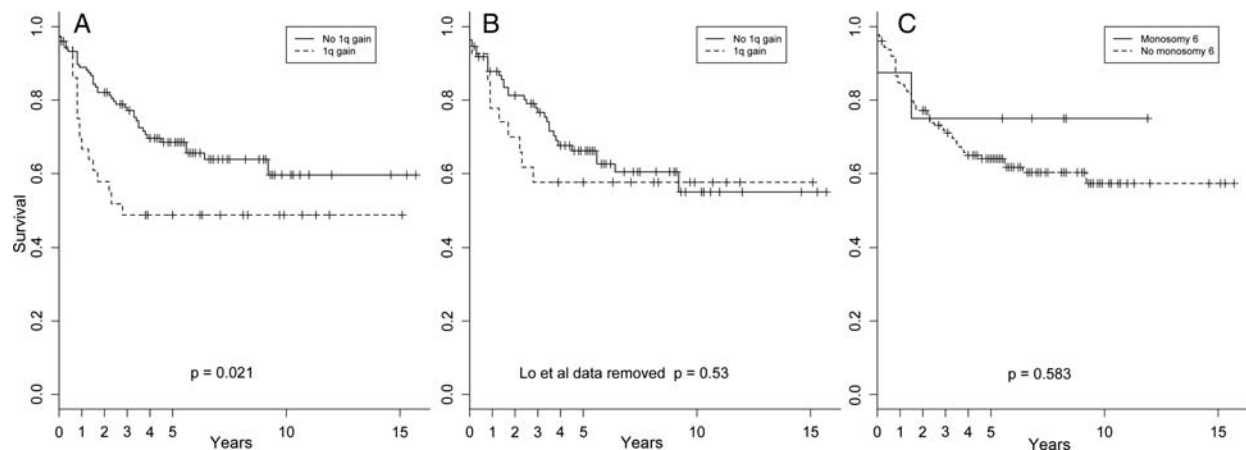 A
No 1q gain
1q gain
Survival
1.0
0.8
0.6
0.4
0.2
0.0
p = 0.021
0 1 2 3 4 5 10 15
Years
B
No 1q gain
1q gain
1.0
0.8
0.6
0.4
0.2
0.0
Lo et al data removed p = 0.53
0 1 2 3 4 5 10 15
Years
C
Monosomy 6
No monosomy 6
1.0
0.8
0.6
0.4
0.2
0.0
p = 0.583
0 1 2 3 4 5 10 15
Years